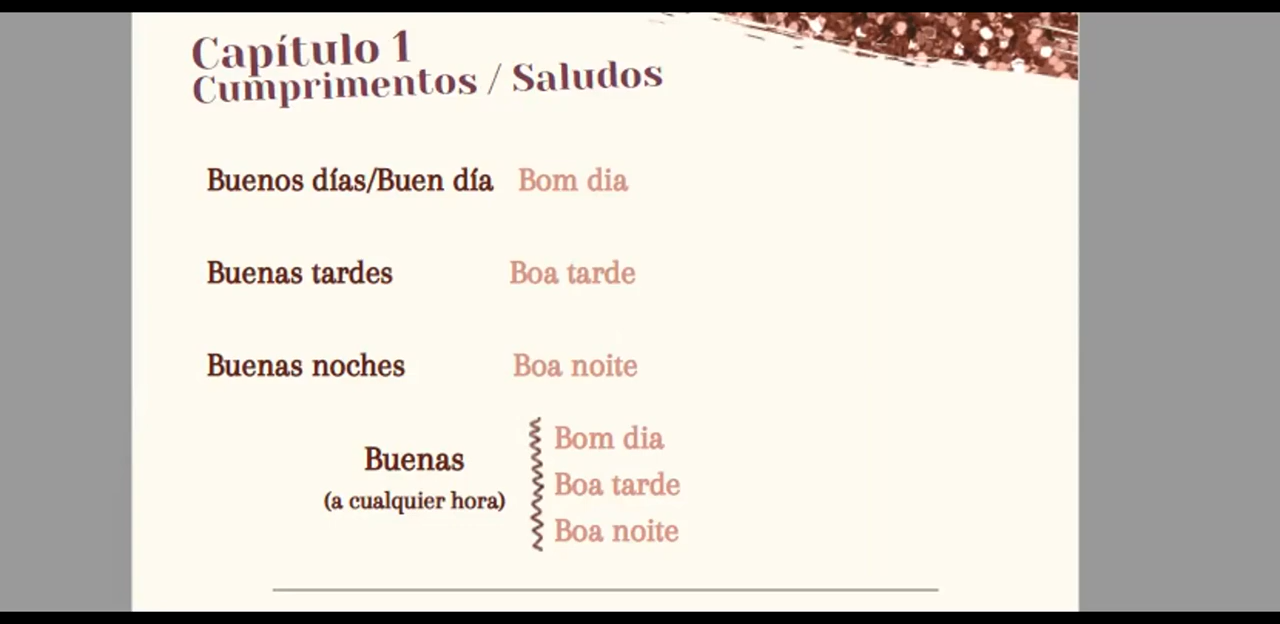 Capítulo 1
Cumprimentos / Saludos
Buenos días/Buen día Bom dia
Buenas tardes Boa tarde
Buenas noches Boa noite
Buenas
(a cualquier hora)
Bom dia
Boa tarde
Boa noite